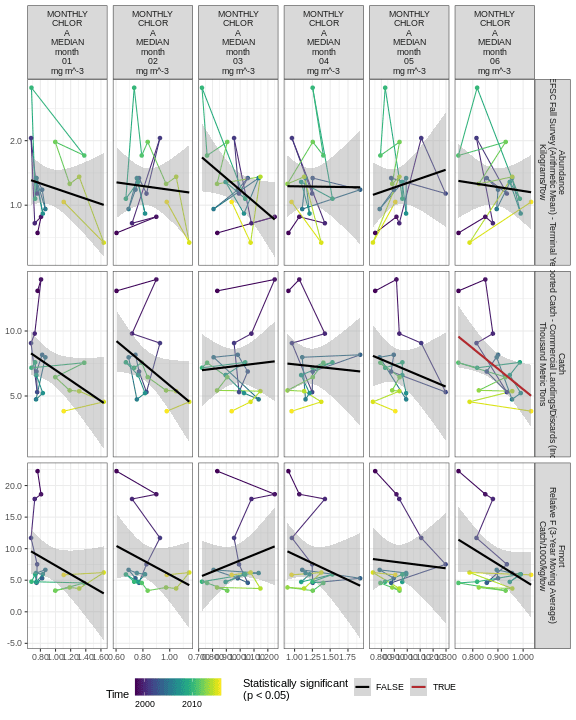 MONTHLY MONTHLY MONTHLY MONTHLY MONTHLY MONTHLY
CHLOR CHLOR CHLOR CHLOR CHLOR CHLOR
A A A A A A
MEDIAN MEDIAN MEDIAN MEDIAN MEDIAN MEDIAN
month month month month month month
01 02 03 04 05 06
mg m^-3 mg m^-3 mg m^-3 mg m^-3 mg m^-3 mg m^-3
2.0
1.0
Abundance
Fall Survey (Arithmetic Mean) - Terminal
Kilograms/Tow
10.0
5.0
Catch
Catch - Commercial Landings/Discards
Thousand Metric Tons
20.0
15.0
10.0
5.0
0.0
-5.0
Fmort
Relative F (3-Year Moving Average)
Catch/1000/kg/tow
0.80 1.00 1.20 1.40 1.60 0.60 0.80 1.00 1.00 1.25 1.50 1.75 0.800 0.900 1.000
Time
2000 2010
Statistically significant
(p < 0.05)
FALSE TRUE